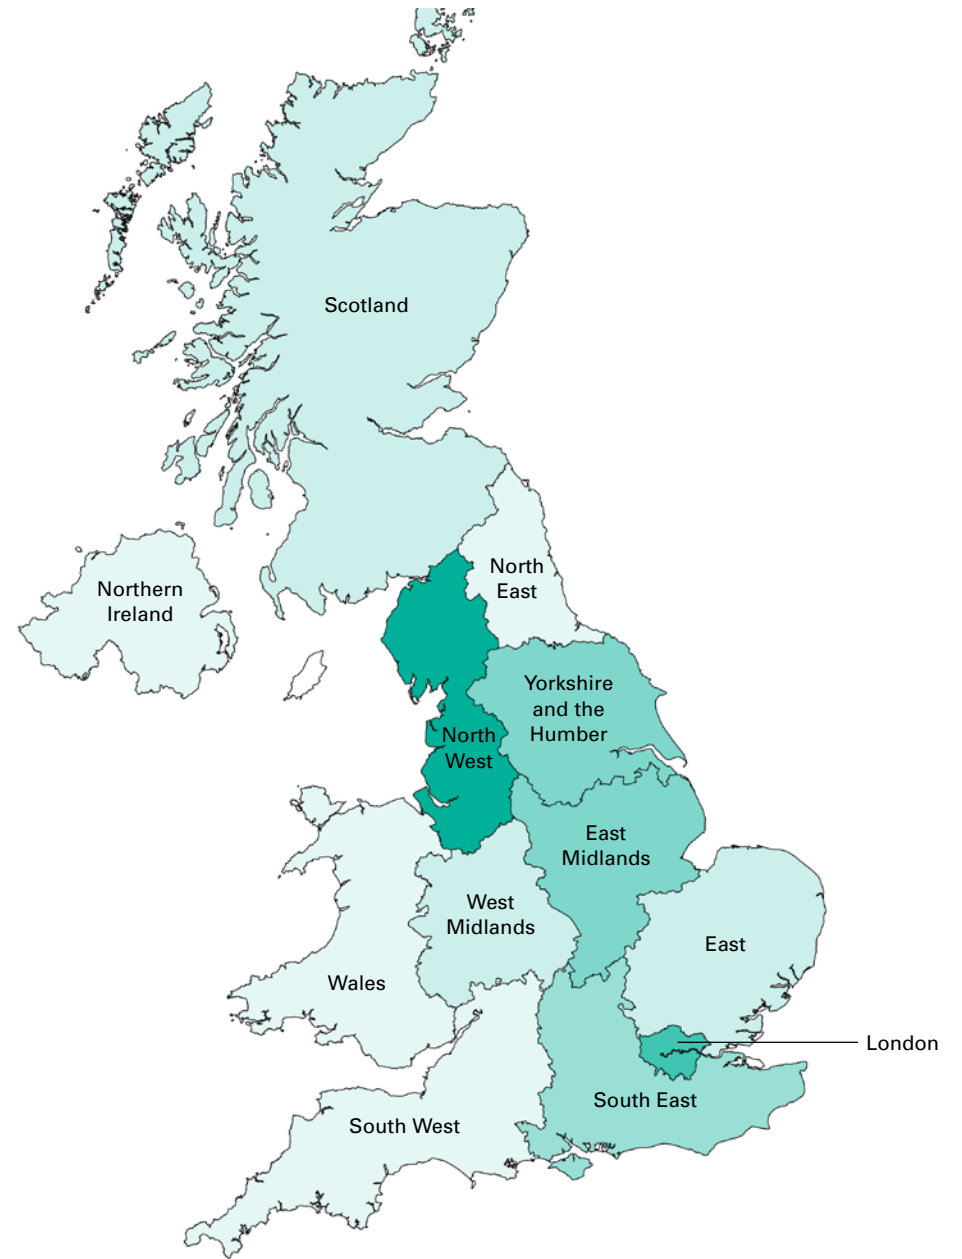 Scotland
North
East
Northern
Ireland
Yorkshire
and the
Humber
North
West
East
Midlands
West
Midlands
East
Wales
London
South East
South West